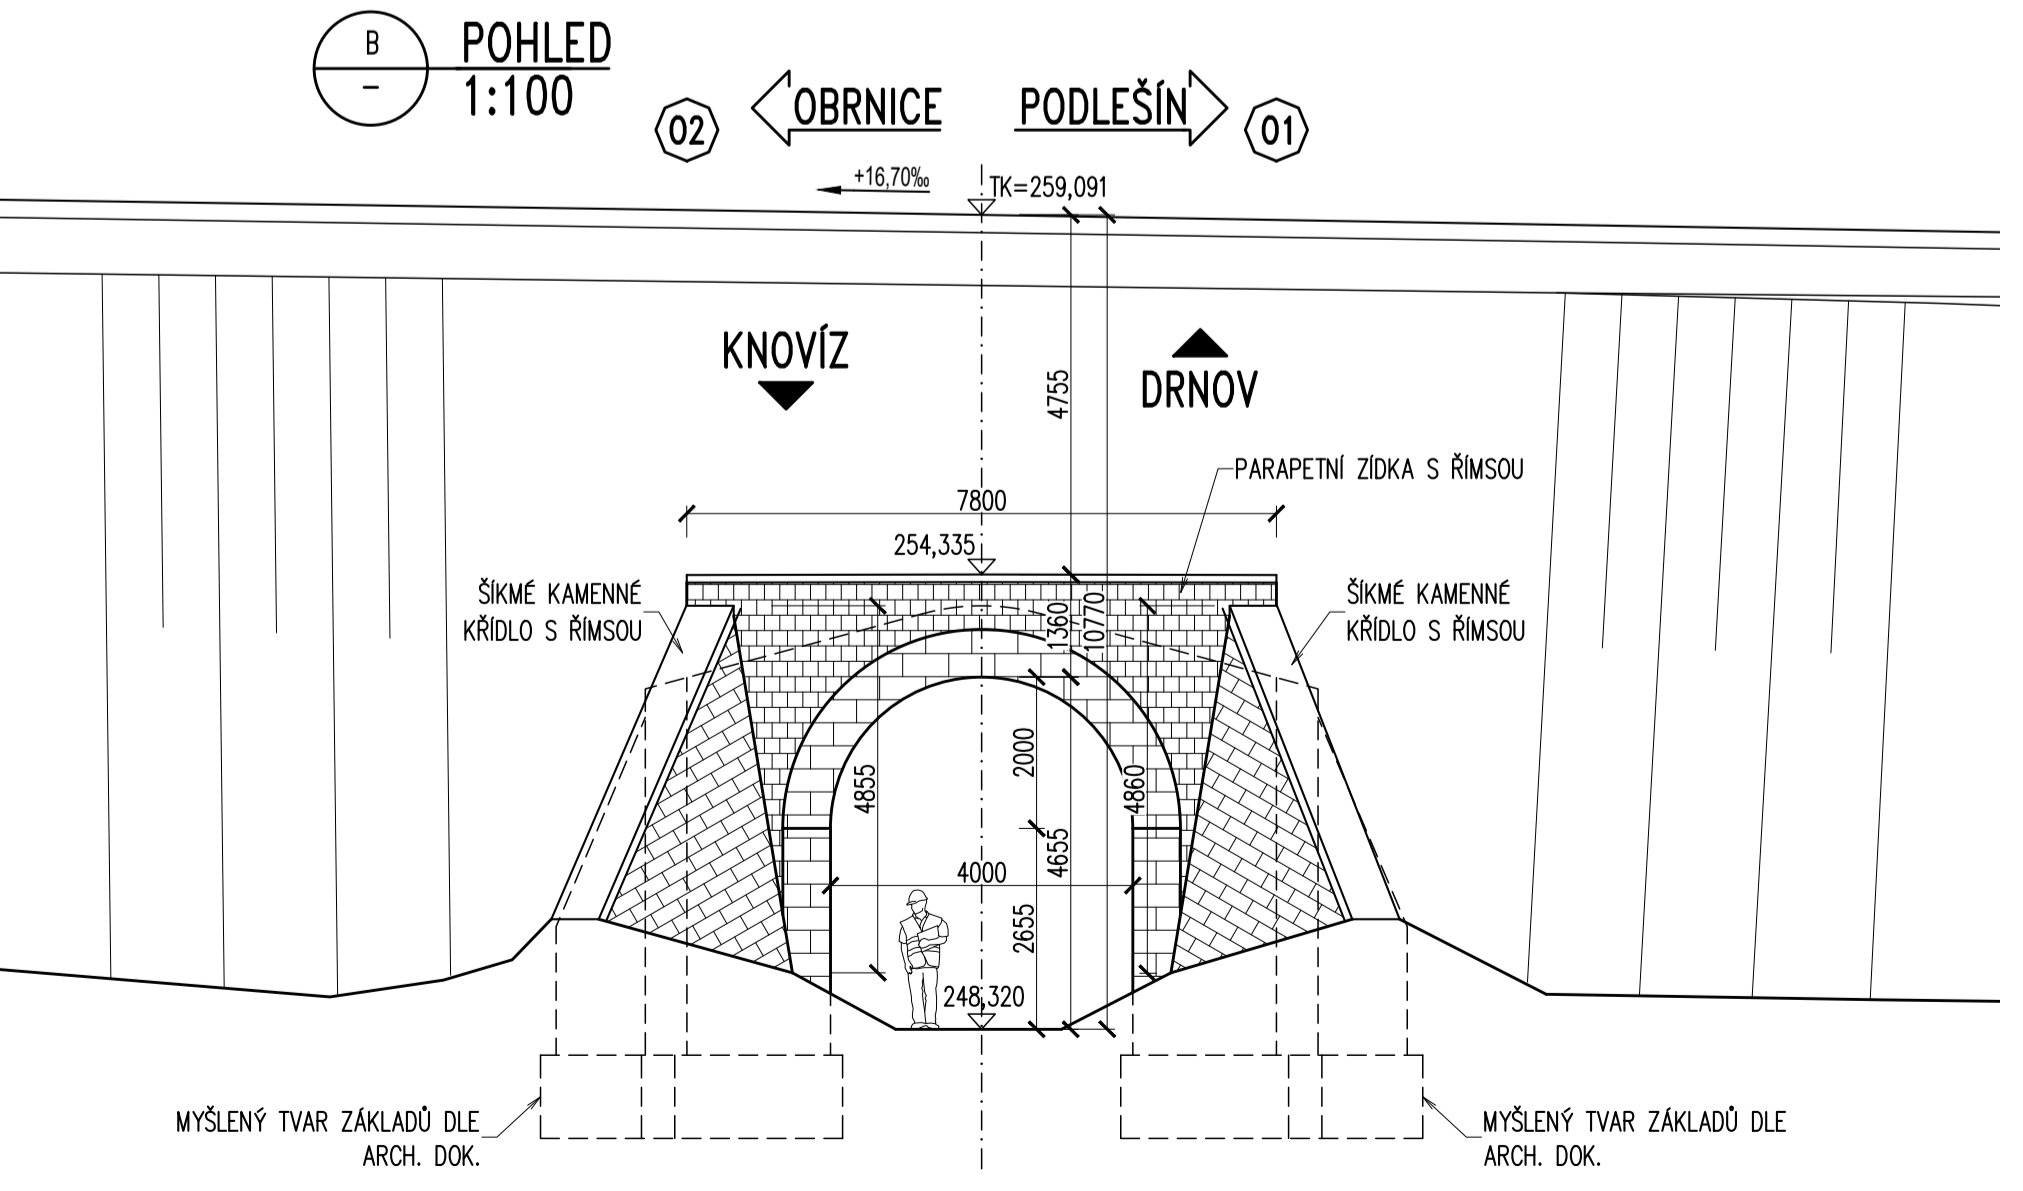 B
–
POHLED
1:100
02
OBRNICE
PODLEŠÍN
01
+16,70‰
TK=259,091
KNOVÍZ
DRNOV
4755
PARAPETNÍ ZÍDKA S ŘÍMSOU
7800
254,335
ŠÍKMÉ KAMENNÉ
KŘÍDLO S ŘÍMSOU
ŠÍKMÉ KAMENNÉ
KŘÍDLO S ŘÍMSOU
1360
10770
4855
2000
4860
4655
4000
2655
248,320
MYŠLENÝ TVAR ZÁKLADŮ DLE
ARCH. DOK.
MYŠLENÝ TVAR ZÁKLADŮ DLE
ARCH. DOK.